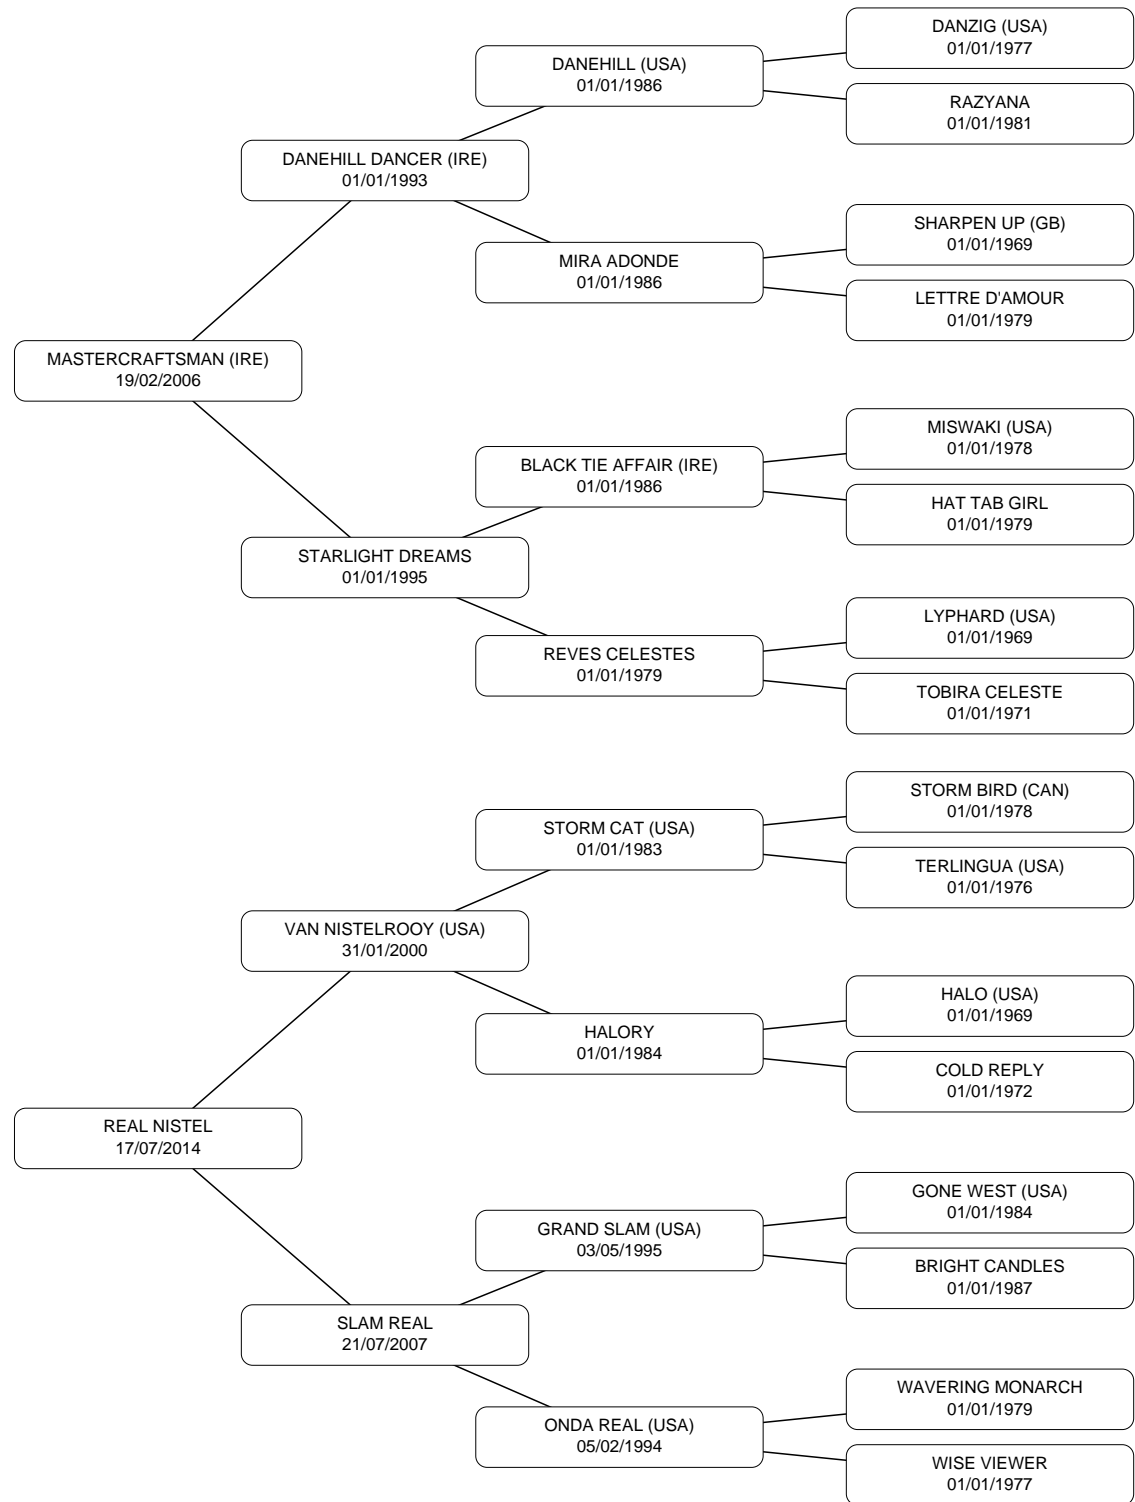 DANZIG (USA)
01/01/1977
DANEHILL (USA)
01/01/1986
RAZYANA
01/01/1981
DANEHILL DANCER (IRE)
01/01/1993
SHARPEN UP (GB)
01/01/1969
MIRA ADONDE
01/01/1986
LETTRE D'AMOUR
01/01/1979
MASTERCRAFTSMAN (IRE)
19/02/2006
MISWAKI (USA)
01/01/1978
BLACK TIE AFFAIR (IRE)
01/01/1986
HAT TAB GIRL
01/01/1979
STARLIGHT DREAMS
01/01/1995
LYPHARD (USA)
01/01/1969
REVES CELESTES
01/01/1979
TOBIRA CELESTE
01/01/1971
STORM BIRD (CAN)
01/01/1978
STORM CAT (USA)
01/01/1983
TERLINGUA (USA)
01/01/1976
VAN NISTELROOY (USA)
31/01/2000
HALO (USA)
01/01/1969
HALORY
01/01/1984
COLD REPLY
01/01/1972
REAL NISTEL
17/07/2014
GONE WEST (USA)
01/01/1984
GRAND SLAM (USA)
03/05/1995
BRIGHT CANDLES
01/01/1987
SLAM REAL
21/07/2007
WAVERING MONARCH
01/01/1979
ONDA REAL (USA)
05/02/1994
WISE VIEWER
01/01/1977